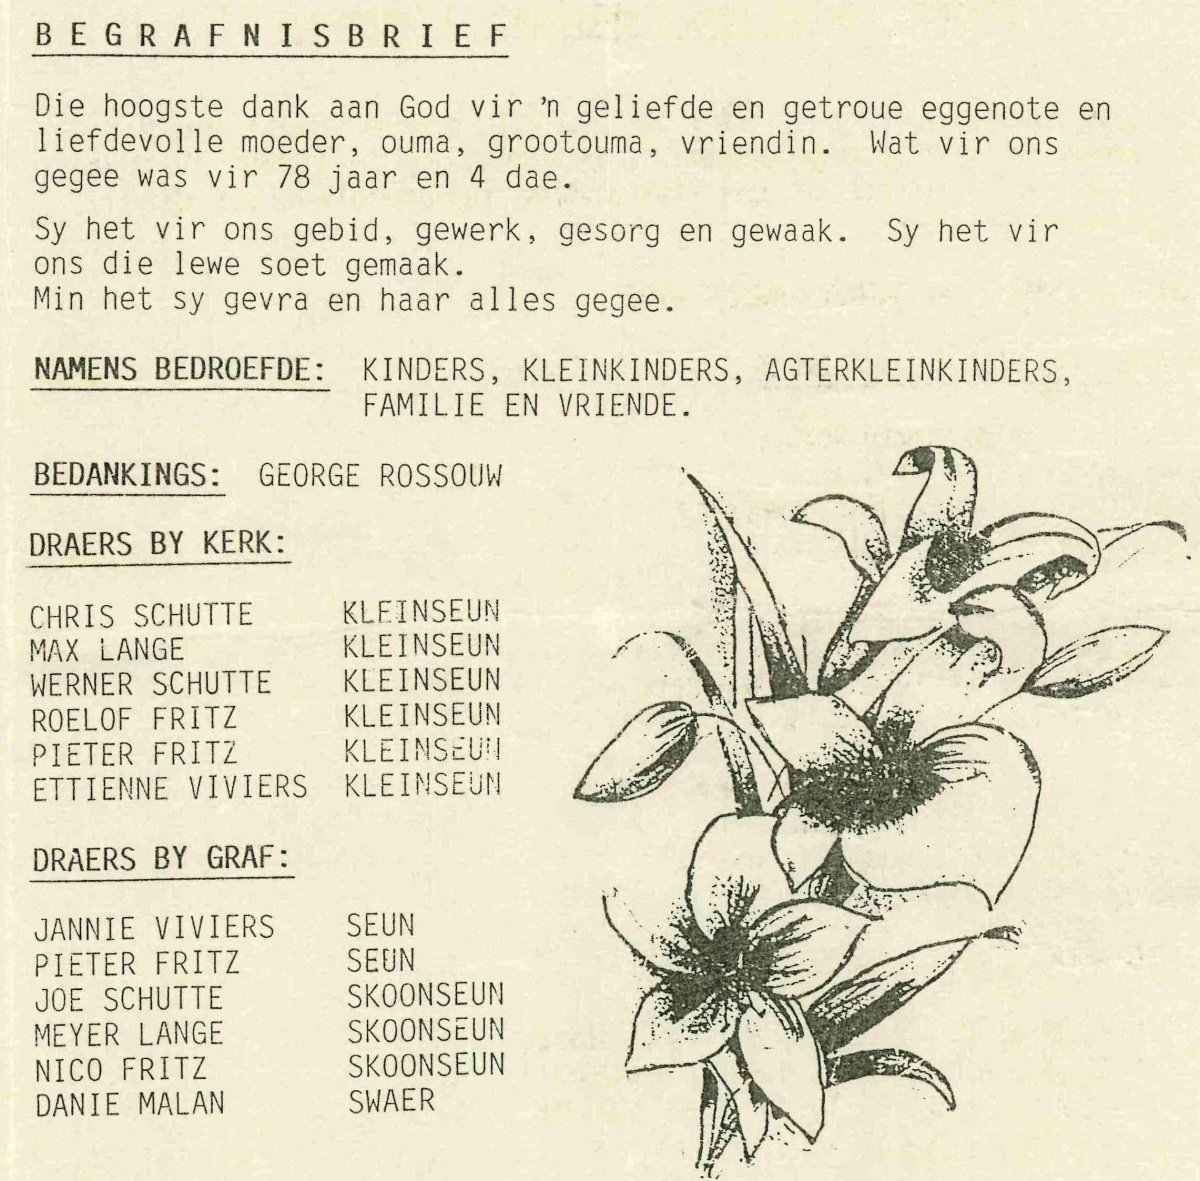 BEGRAFNISBRIEF
Die hoogste dank aan God vir 'n geliefde en getroue eggenote en
liefdevolle moeder, ouma, grootouma, vriendin. Wat vir ons
gegee was vir 78 jaar en 4 dae.
Sy het vir ons gebid, gewerk, gesorg en gewaak. Sy het vir
ons die lewe soet gemaak.
Min het sy gevra en haar alles gegee.
NAMENS BEDROEFDE: KINDERS, KLEINKINDERS, AGTERKLEINKINDERS,
FAMILIE EN VRIENDE.
BEDANKINGS: GEORGE ROSSOUW
DRAERS BY KERK:
CHRIS SCHUTTE KLEINSEUN
MAX LANGE KLEINSEUN
WERNER SCHUTTE KLEINSEUN
ROELOF FRITZ KLEINSEUN
PIETER FRITZ KLEINSEUN
ETTIENNE VIVIERS KLEINSEUN
DRAERS BY GRAF:
JANNIE VIVIERS SEUN
PIETER FRITZ SEUN
JOE SCHUTTE SKOONSEUN
MEYER LANGE SKOONSEUN
NICO FRITZ SKOONSEUN
DANIE MALAN SWAER